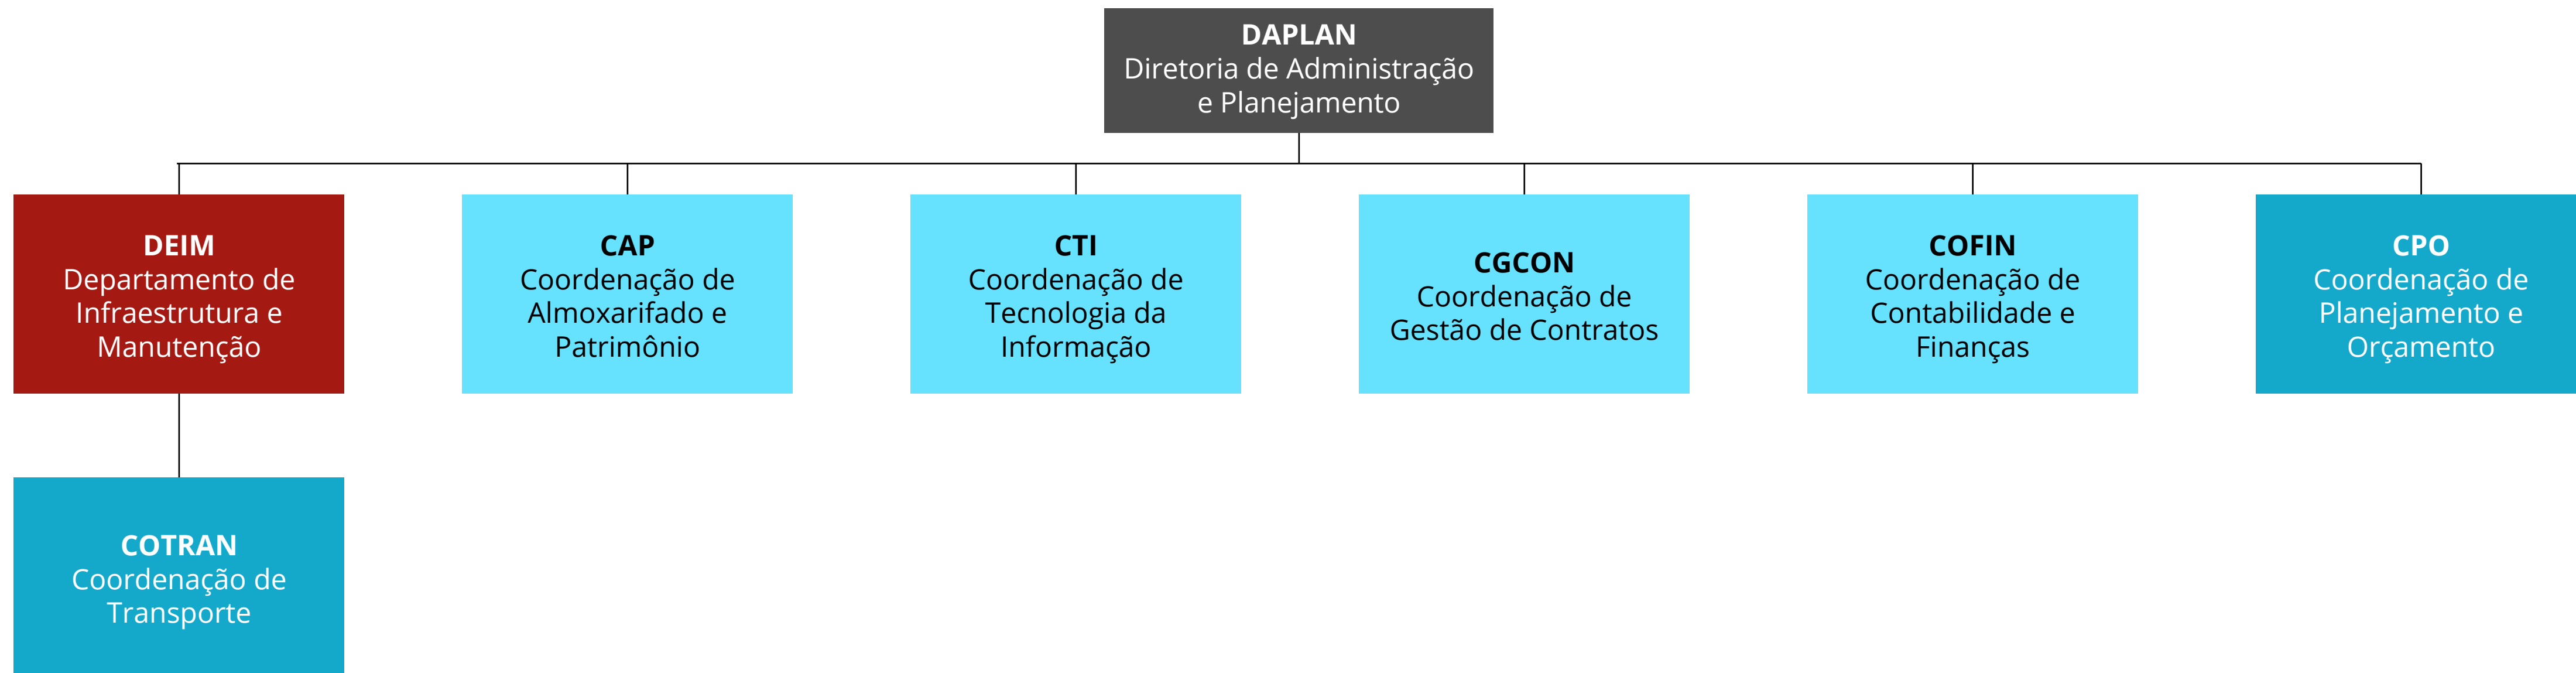 DAPLAN
Diretoria de Administração
e Planejamento
DEIM
Departamento de
Infraestrutura e
Manutenção
CAP
Coordenação de
Almoxarifado e
Patrimônio
CTI
Coordenação de
Tecnologia da
Informação
CGCON
Coordenação de
Gestão de Contratos
COFIN
Coordenação de
Contabilidade e
Finanças
CPO
Coordenação de
Planejamento e
Orçamento
COTRAN
Coordenação de
Transporte